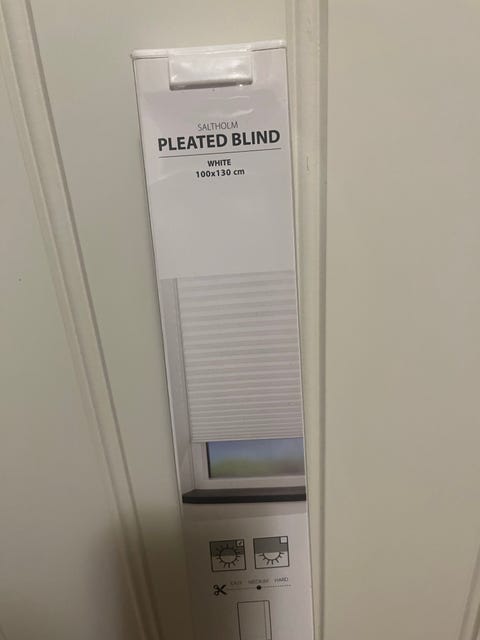 SALTHOLM
PLEATED BLIND
WHITE
100x130 cm
EASY MEDIUM HARD